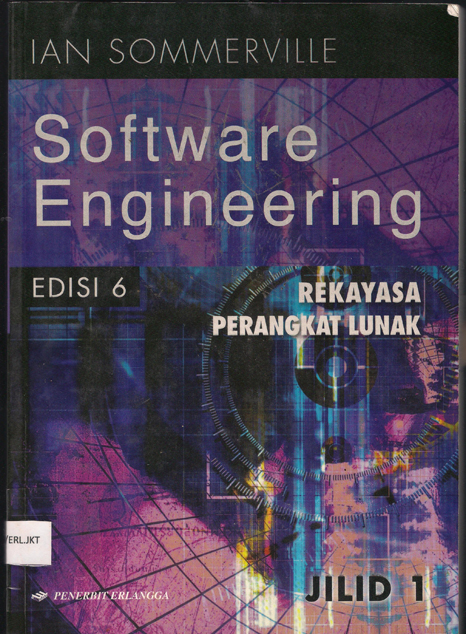 IAN SOMMERVILLE
Software
Engineering
EDISI 6
REKAYASA
PERANGKAT LUNAK
/ERL.JKT
PENERBIT ERLANGGA
JILID 1